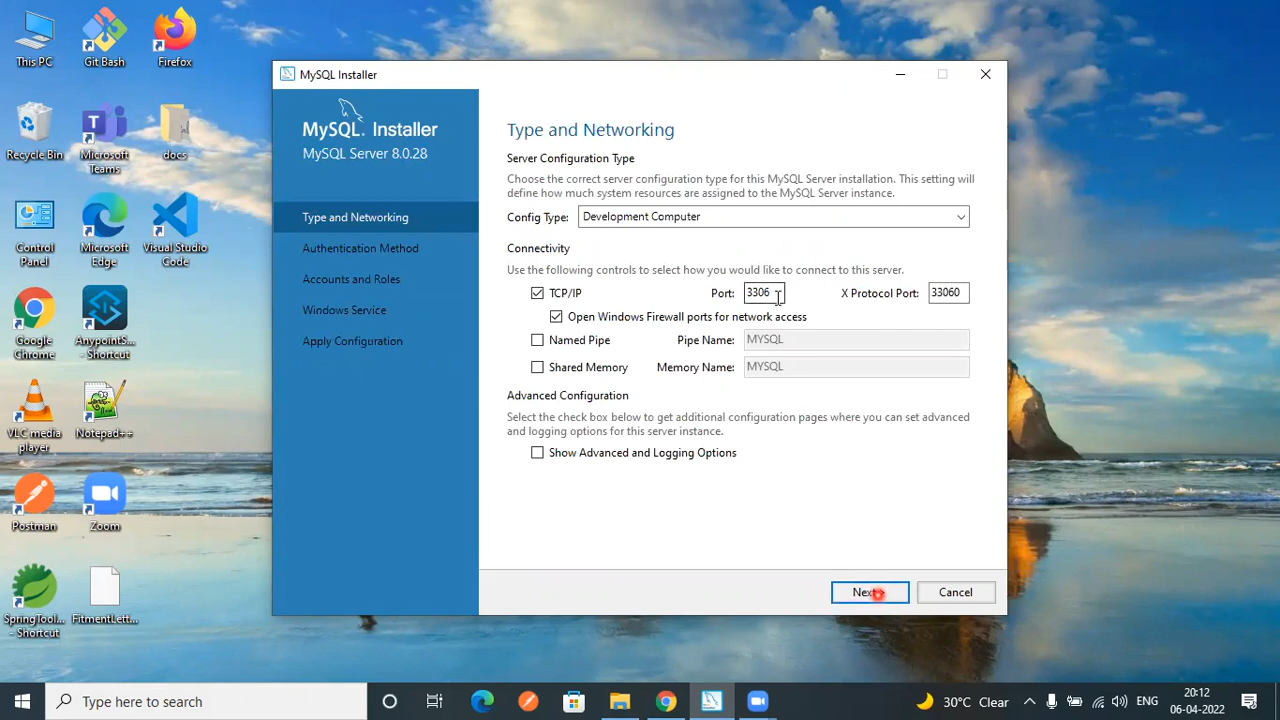 This PC
Git Bash
Firefox
Recycle Bin
Microsoft
Teams
docs
Control
Panel
Microsoft
Edge
Visual Studio
Code
Google
Chrome
AnypointS...
- Shortcut
VLC media
player
Notepad++
Postman
Zoom
SpringTool...
- Shortcut
FitmentLett...
MySQL Installer
MySQL. Installer
MySQL Server 8.0.28
Type and Networking
Authentication Method
Accounts and Roles
Windows Service
Apply Configuration
Type and Networking
Server Configuration Type
Choose the correct server configuration type for this MySQL Server installation. This setting will
define how much system resources are assigned to the MySQL Server instance.
Config Type: Development Computer
Connectivity
Use the following controls to select how you would like to connect to this server.
TCP/IP Port: 3306 X Protocol Port: 33060
Open Windows Firewall ports for network access
Named Pipe Pipe Name: MYSQL
Shared Memory Memory Name: MYSQL
Advanced Configuration
Select the check box below to get additional configuration pages where you can set advanced
and logging options for this server instance.
Show Advanced and Logging Options
Next >
Cancel
Type here to search
30°C Clear
ENG
20:12
06-04-2022